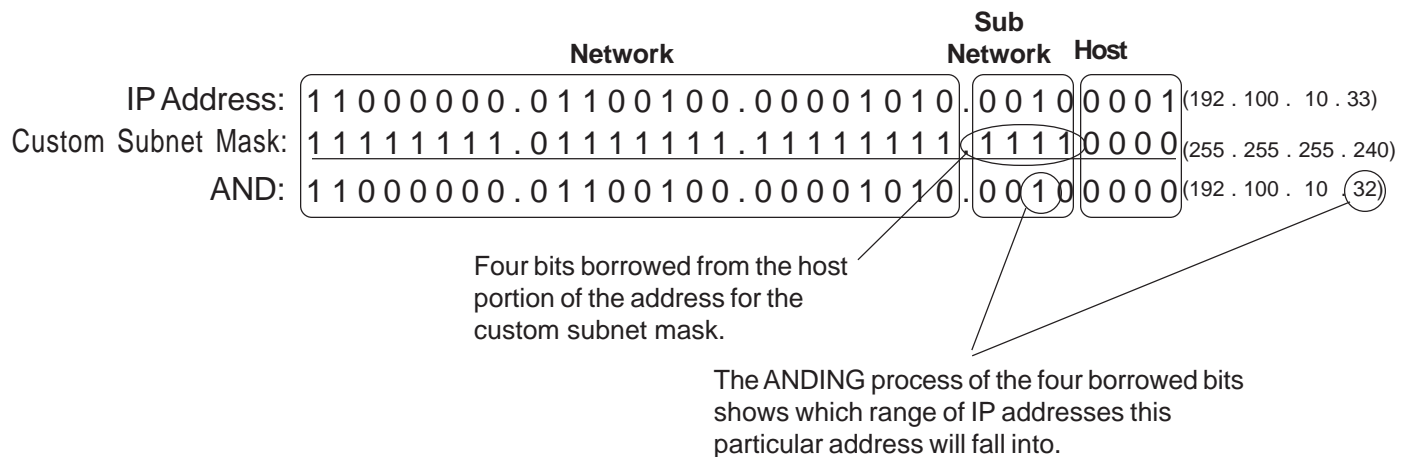 Sub
Network Network Host
IP Address: 11000000.01100100.00001010.00100001 (192 . 100 . 10 . 33)
Custom Subnet Mask: 11111111.01111111.11111111.11110000 (255 . 255 . 255 . 240)
AND: 11000000.01100100.00001010.00100000 (192 . 100 . 10 . 32)
Four bits borrowed from the host
portion of the address for the
custom subnet mask.
The ANDING process of the four borrowed bits
shows which range of IP addresses this
particular address will fall into.